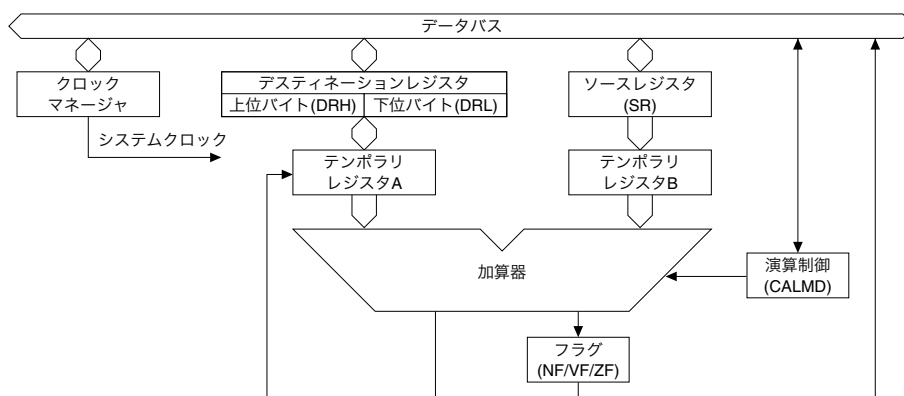 データバス
クロック
マネージャ
システムクロック
デスティネーションレジスタ
上位バイト(DRH)
下位バイト(DRL)
ソースレジスタ
(SR)
テンポラリ
レジスタA
テンポラリ
レジスタB
加算器
演算制御
(CALMD)
フラグ
(NF/VF/ZF)